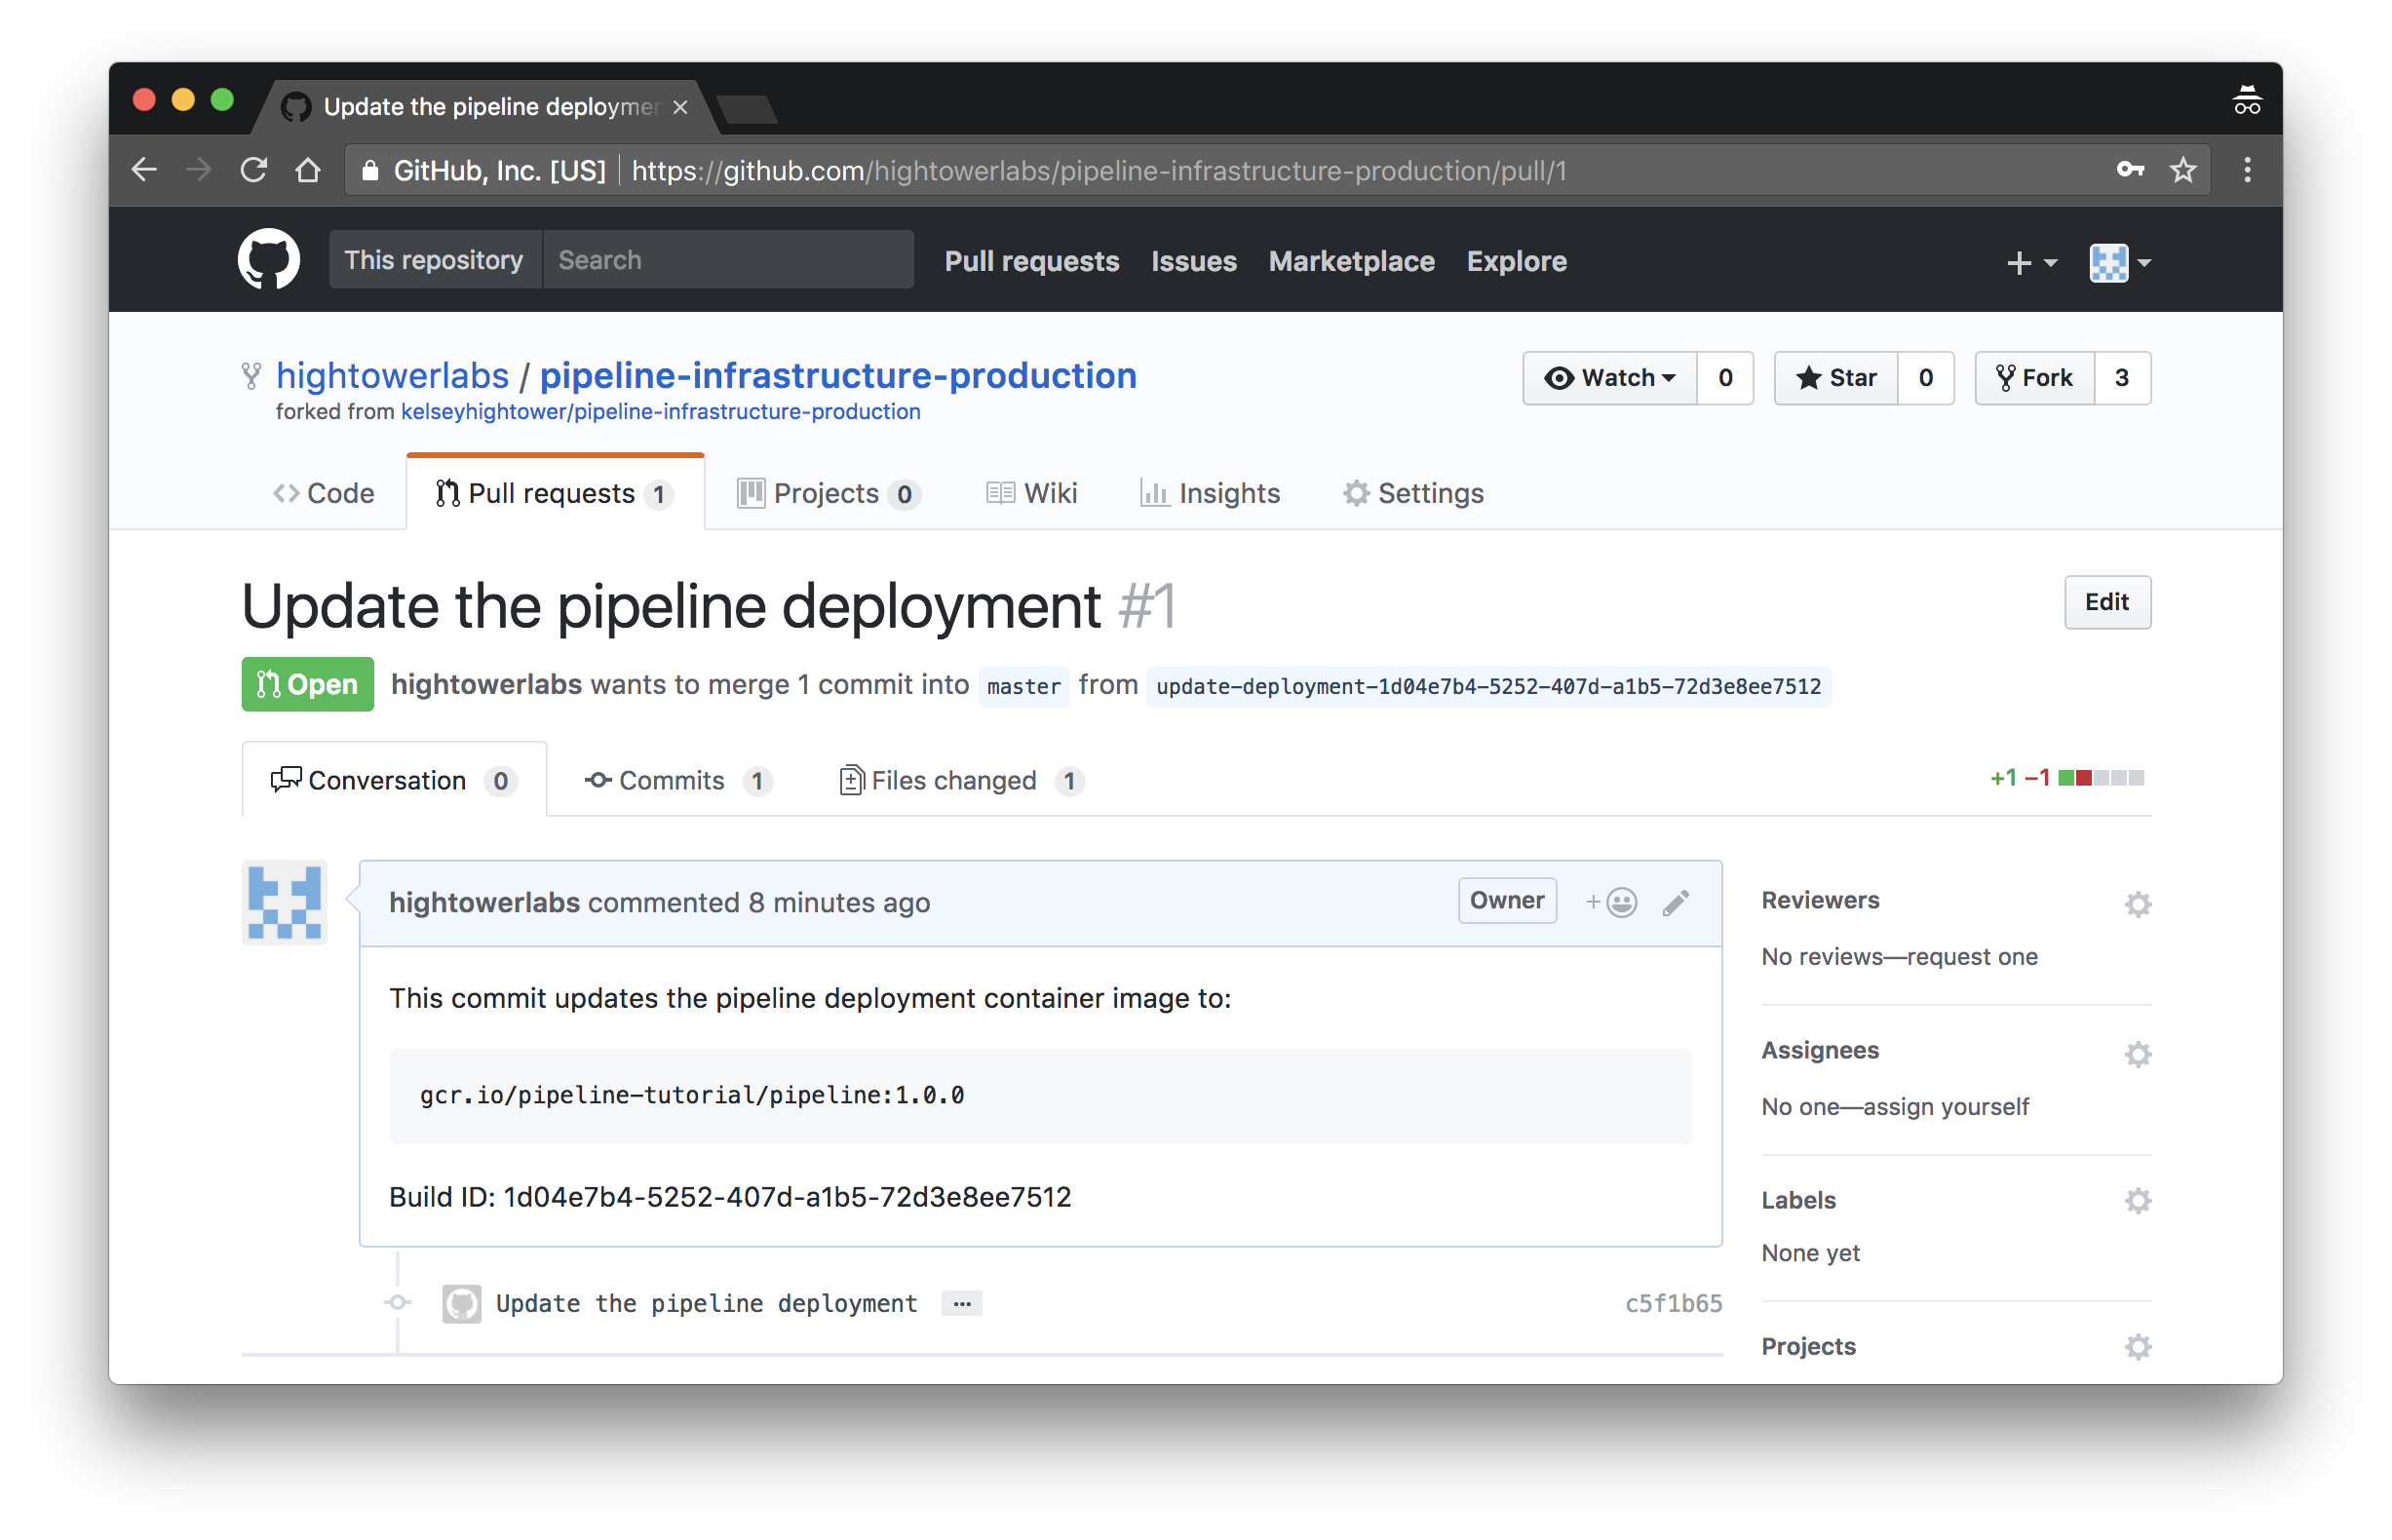 Update the pipeline deploymen
GitHub, Inc. [US] https://github.com/hightowerlabs/pipeline-infrastructure-production/pull/1
This repository Search Pull requests Issues Marketplace Explore
hightowerlabs / pipeline-infrastructure-production Watch 0 Star 0 Fork 3
forked from kelseyhightower/pipeline-infrastructure-production
Code Pull requests 1 Projects 0 Wiki Insights Settings
Update the pipeline deployment #1 Edit
Open hightowerlabs wants to merge 1 commit into master from update-deployment-1d04e7b4-5252-407d-a1b5-72d3e8ee7512
Conversation 0 Commits 1 Files changed 1 +1 −1
hightowerlabs commented 8 minutes ago Owner
This commit updates the pipeline deployment container image to:
gcr.io/pipeline-tutorial/pipeline:1.0.0
Build ID: 1d04e7b4-5252-407d-a1b5-72d3e8ee7512
Update the pipeline deployment ... c5f1b65
Reviewers
No reviews—request one
Assignees
No one—assign yourself
Labels
None yet
Projects